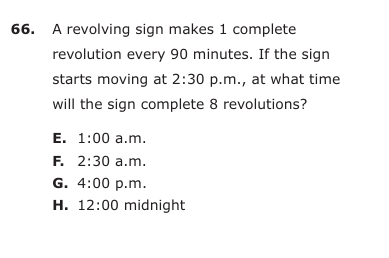 66. A revolving sign makes 1 complete
revolution every 90 minutes. If the sign
starts moving at 2:30 p.m., at what time
will the sign complete 8 revolutions?
E. 1:00 a.m.
F. 2:30 a.m.
G. 4:00 p.m.
H. 12:00 midnight